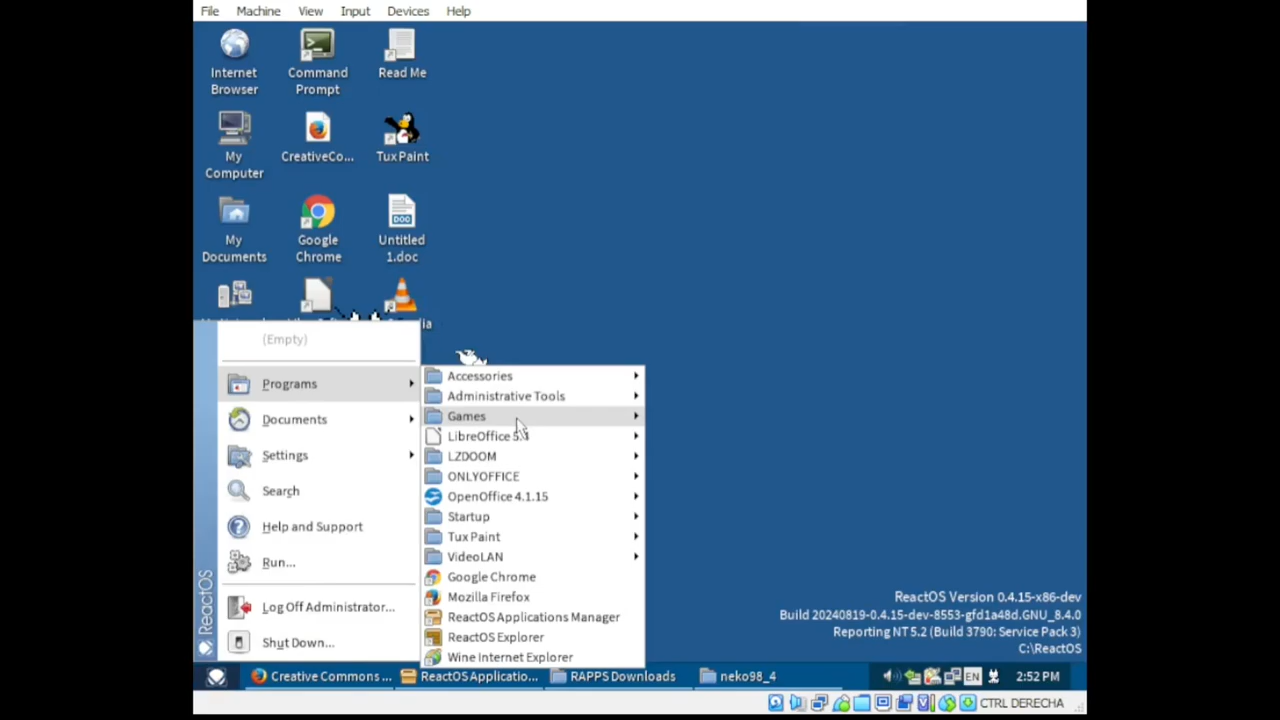 File Machine View Input Devices Help
Internet Browser
Command Prompt
Read Me
My Computer
CreativeCo...
Tux Paint
My Documents
Google Chrome
Untitled 1.doc
DOC
(Empty)
Programs
Documents
Settings
Search
Help and Support
Run...
Log Off Administrator...
Shut Down...
ReactOS
Accessories
Administrative Tools
Games
LibreOffice
LZDOOM
ONLYOFFICE
OpenOffice 4.1.15
Startup
Tux Paint
VideoLAN
Google Chrome
Mozilla Firefox
ReactOS Applications Manager
ReactOS Explorer
Wine Internet Explorer
ReactOS Version 0.4.15-x86-dev
Build 20240819-0.4.15-dev-8553-gfd1a48d.GNU_8.4.0
Reporting NT 5.2 (Build 3790: Service Pack 3)
C:\ReactOS
Creative Commons ... ReactOS Applicatio... RAPPS Downloads neko98_4 EN 2:52 PM
CTRL DERECHA